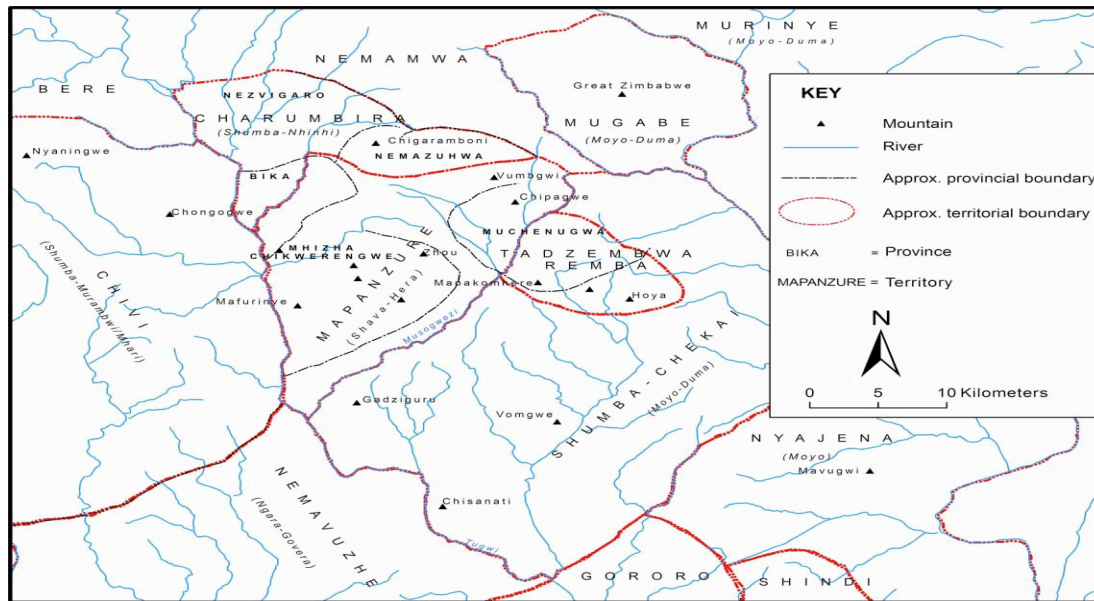 MURINYE
(Moyo-Duma)
NEMAMWA
BERE
NEZVIGARO
CHARUMBIRA
(Shumba-Nhinhi)
Great Zimbabwe
MUGABE
(Moyo-Duma)
Chigaramboni
NEMAZUHWA
Nyaningwe
BIKA
Vumbgwi
Chipagwe
Chongogwe
MUCHENUGWA
MHIZHA
CHIKWERENGWE
Zhou
TADZEMBWA
REMBA
Mapakomhere
Hoya
Mafurinye
MAPANZURE
(Shava-Hera)
Musogwezi
CHIVI
(Shumba-Murambwi/Mhari)
Gadziguru
Vomgwe
SHUMBA-CHEKAI
(Moyo-Duma)
NYAJENA
(Moyo)
Mavugwi
Chisanati
NEMAVUZHE
(Ngara-Govera)
Tugwi
GORORO
SHINDI
KEY
Mountain
River
Approx. provincial boundary
Approx. territorial boundary
BIKA = Province
MAPANZURE = Territory
N
0 5 10 Kilometers